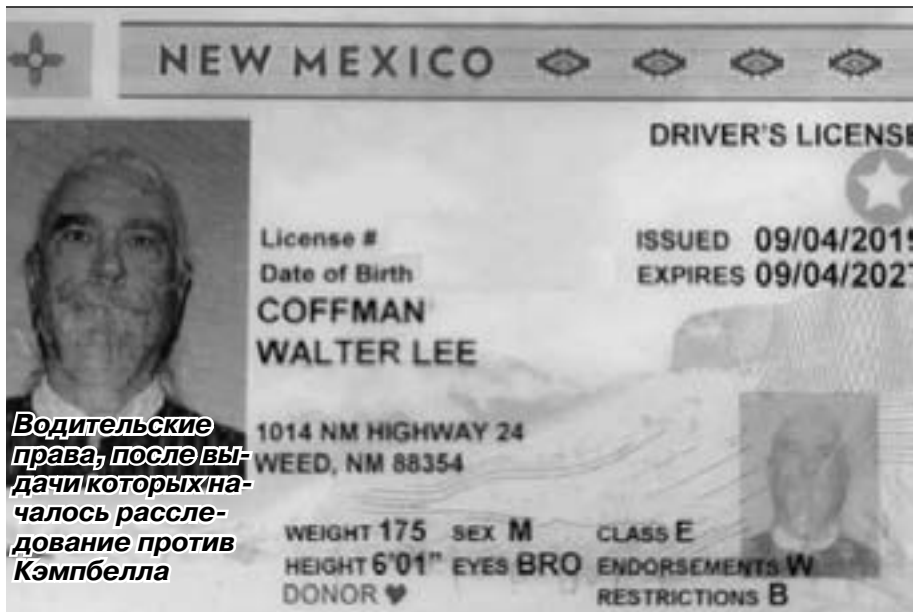 NEW MEXICO
DRIVER'S LICENSE
License #
ISSUED 09/04/2019
Date of Birth
EXPIRES 09/04/2027
COFFMAN
WALTER LEE
1014 NM HIGHWAY 24
WEED, NM 88354
WEIGHT 175 SEX M CLASS E
HEIGHT 6'01" EYES BRO ENDORSEMENTS W
DONOR RESTRICTIONS B
Водительские
права, после вы-
дачи которых на-
чалось рассле-
дование против
Кэмпбелла